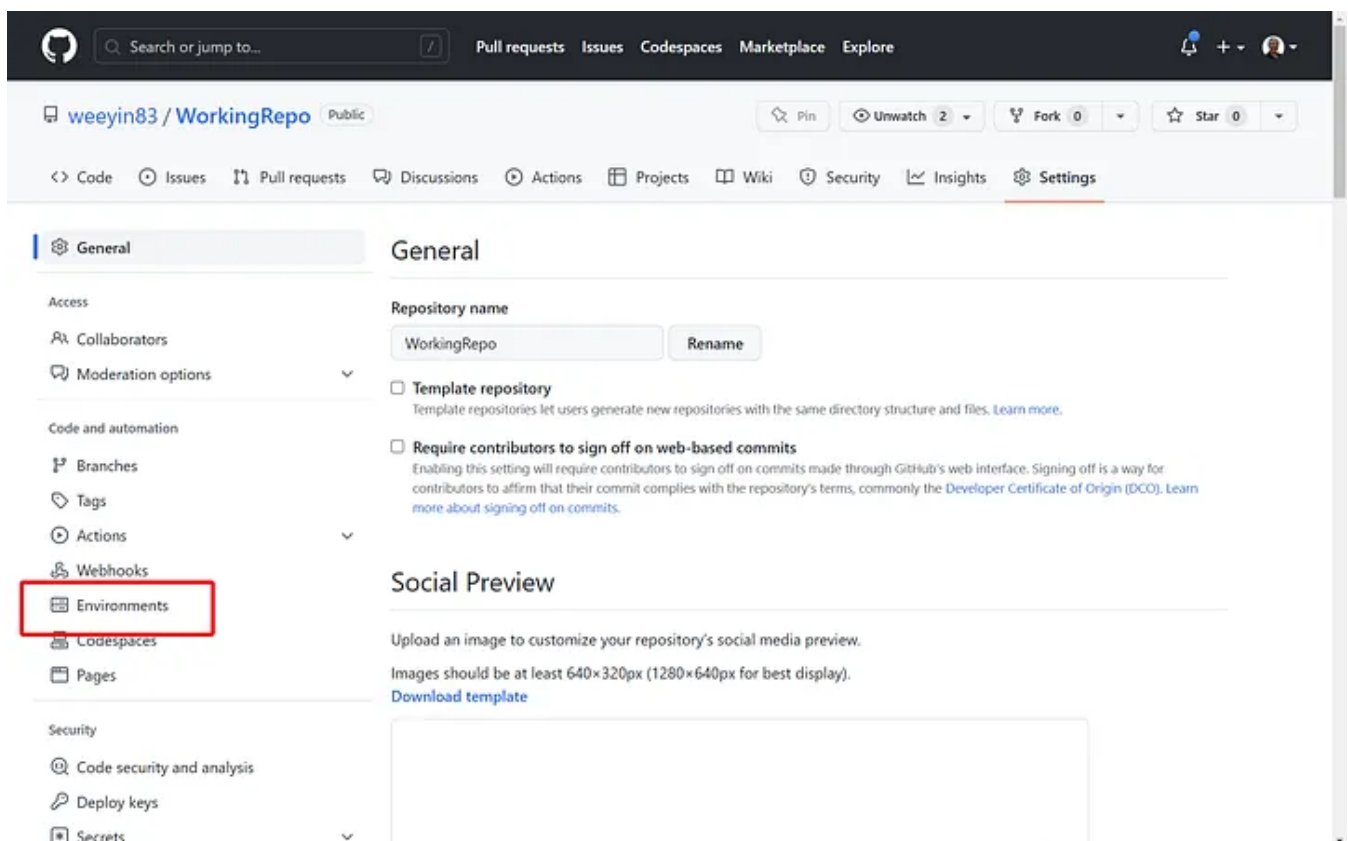 Search or jump to... /
Pull requests Issues Codespaces Marketplace Explore
weeyin83 / WorkingRepo Public
Pin Unwatch 2 Fork 0 Star 0
Code Issues Pull requests Discussions Actions Projects Wiki Security Insights Settings
General
Access
Collaborators
Moderation options
Code and automation
Branches
Tags
Actions
Webhooks
Environments
Codespaces
Pages
Security
Code security and analysis
Deploy keys
Secrets
General
Repository name
WorkingRepo Rename
Template repository
Template repositories let users generate new repositories with the same directory structure and files. Learn more.
Require contributors to sign off on web-based commits
Enabling this setting will require contributors to sign off on commits made through GitHub's web interface. Signing off is a way for
contributors to affirm that their commit complies with the repository's terms, commonly the Developer Certificate of Origin (DCO). Learn
more about signing off on commits.
Social Preview
Upload an image to customize your repository's social media preview.
Images should be at least 640×320px (1280×640px for best display).
Download template